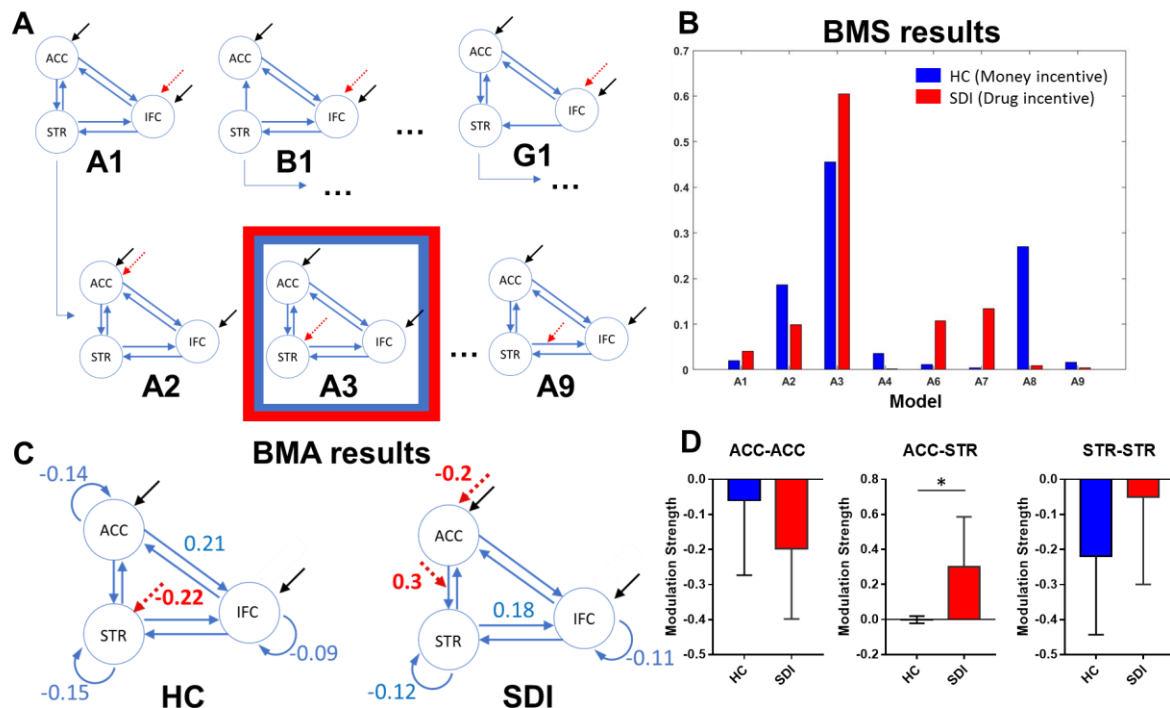 A
ACC
STR
IFC
A1
ACC
STR
IFC
B1
...
ACC
STR
IFC
G1
...
...
ACC
STR
IFC
A2
ACC
STR
IFC
A3
...
ACC
STR
IFC
A9
B
BMS results
HC (Money incentive)
SDI (Drug incentive)
0.7
0.6
0.5
0.4
0.3
0.2
0.1
0
A1 A2 A3 A4 A6 A7 A8 A9
Model
C
BMA results
-0.14
ACC
0.21
-0.22
IFC
STR
-0.09
-0.15
HC
-0.2
ACC
0.3
0.18
IFC
STR
-0.11
-0.12
SDI
D
ACC-ACC
Modulation Strength
0.0
-0.1
-0.2
-0.3
-0.4
-0.5
HC
SDI
ACC-STR
*
Modulation Strength
0.8
0.6
0.4
0.2
0.0
-0.2
HC
SDI
STR-STR
Modulation Strength
0.0
-0.1
-0.2
-0.3
-0.4
-0.5
HC
SDI